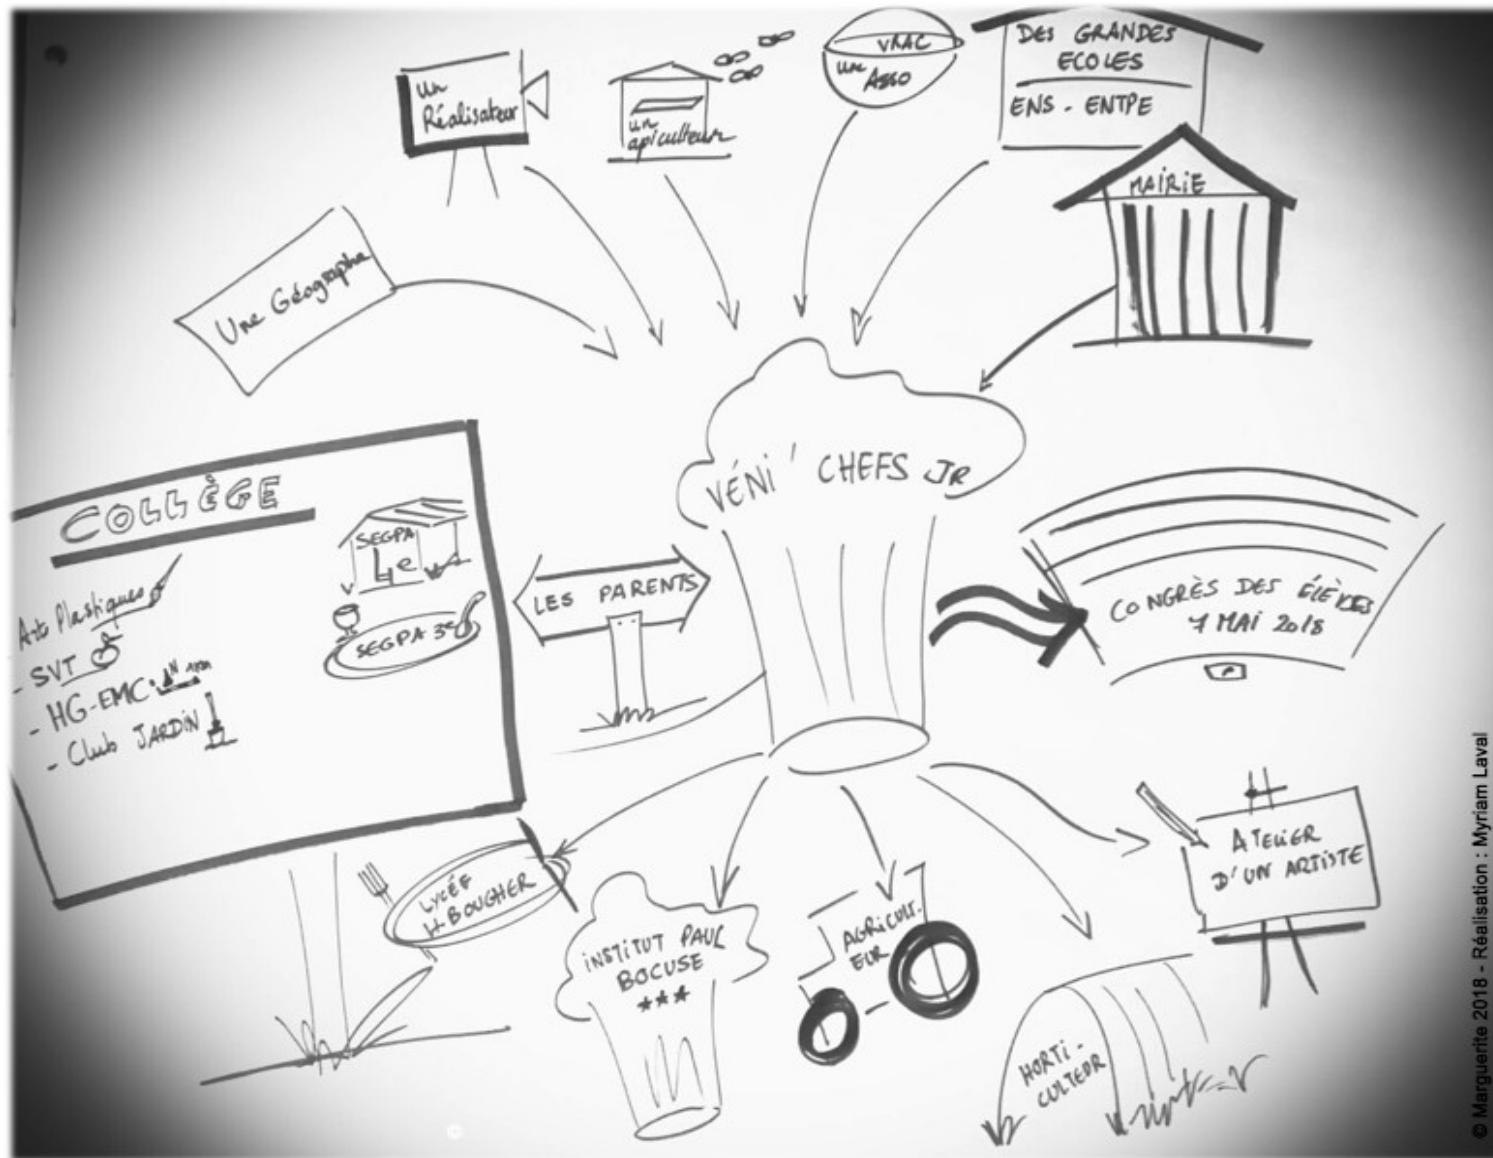 un
Réalisateur
un
apiculteur
VRAC
une
ASSO
DES GRANDES
ECOLES
ENS - ENTPE
MAIRIE
Une Géographe
VÉNI' CHEFS JR
COLLÈGE
Arts Plastiques
- SVT
- HG-EMC
- Club JARDIN
SEGPA
4e
SEGPA 3e
LES PARENTS
CONGRÈS DES ÉLÈVES
7 MAI 2018
LYCÉE
H. BOUGHER
INSTITUT PAUL
BOCUSE
***
AGRICULT-
EUR
HORTI-
CULTEUR
ATELIER
D'UN ARTISTE
© Marguerite 2018 - Réalisation : Myriam Laval